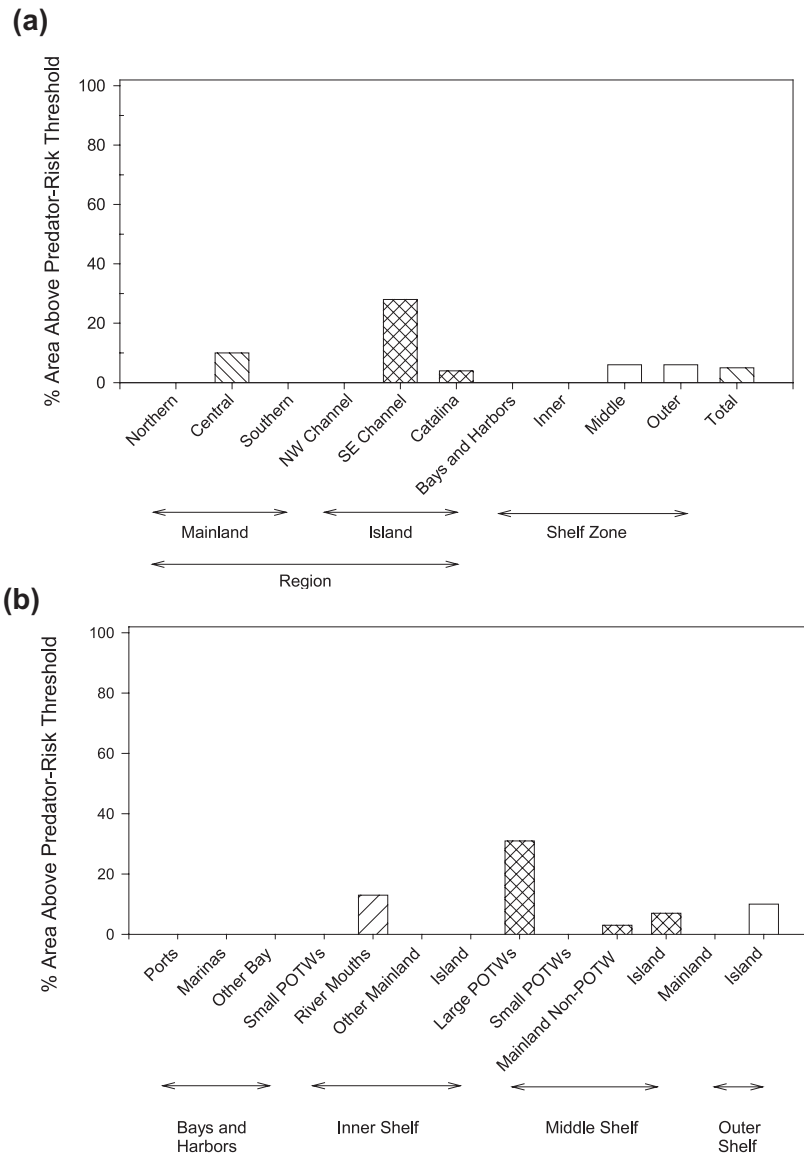 (a)
% Area Above Predator-Risk Threshold
100
80
60
40
20
0
Northern
Central
Southern
NW Channel
SE Channel
Catalina
Bays and Harbors
Inner
Middle
Outer
Total
Mainland
Island
Shelf Zone
Region
(b)
% Area Above Predator-Risk Threshold
100
80
60
40
20
0
Ports
Marinas
Other Bay
Small POTWs
River Mouths
Other Mainland
Island
Large POTWs
Small POTWs
Mainland Non-POTW
Island
Mainland
Island
Bays and
Harbors
Inner Shelf
Middle Shelf
Outer
Shelf